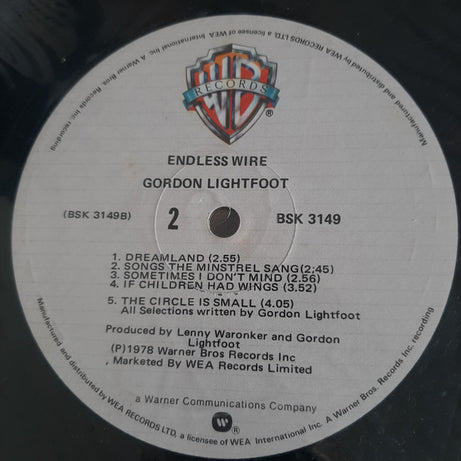 Manufactured and distributed by WEA RECORDS LTD, a licensee of WEA International Inc. A Warner Bros. Records Inc. recording
WB
RECORDS
®
ENDLESS WIRE
GORDON LIGHTFOOT
(BSK 3149B)
2
BSK 3149
1. DREAMLAND (2.55)
2. SONGS THE MINSTREL SANG(2;45)
3. SOMETIMES I DON'T MIND (2.56)
4. IF CHILDREN HAD WINGS (3.52)
5. THE CIRCLE IS SMALL (4.05)
All Selections written by Gordon Lightfoot
Produced by Lenny Waronker and Gordon
Lightfoot
(P)1978 Warner Bros Records Inc
, Marketed By WEA Records Limited
a Warner Communications Company
W ®
Manufactured and distributed by WEA RECORDS LTD, a licensee of WEA International Inc. A Warner Bros. Records Inc. recording